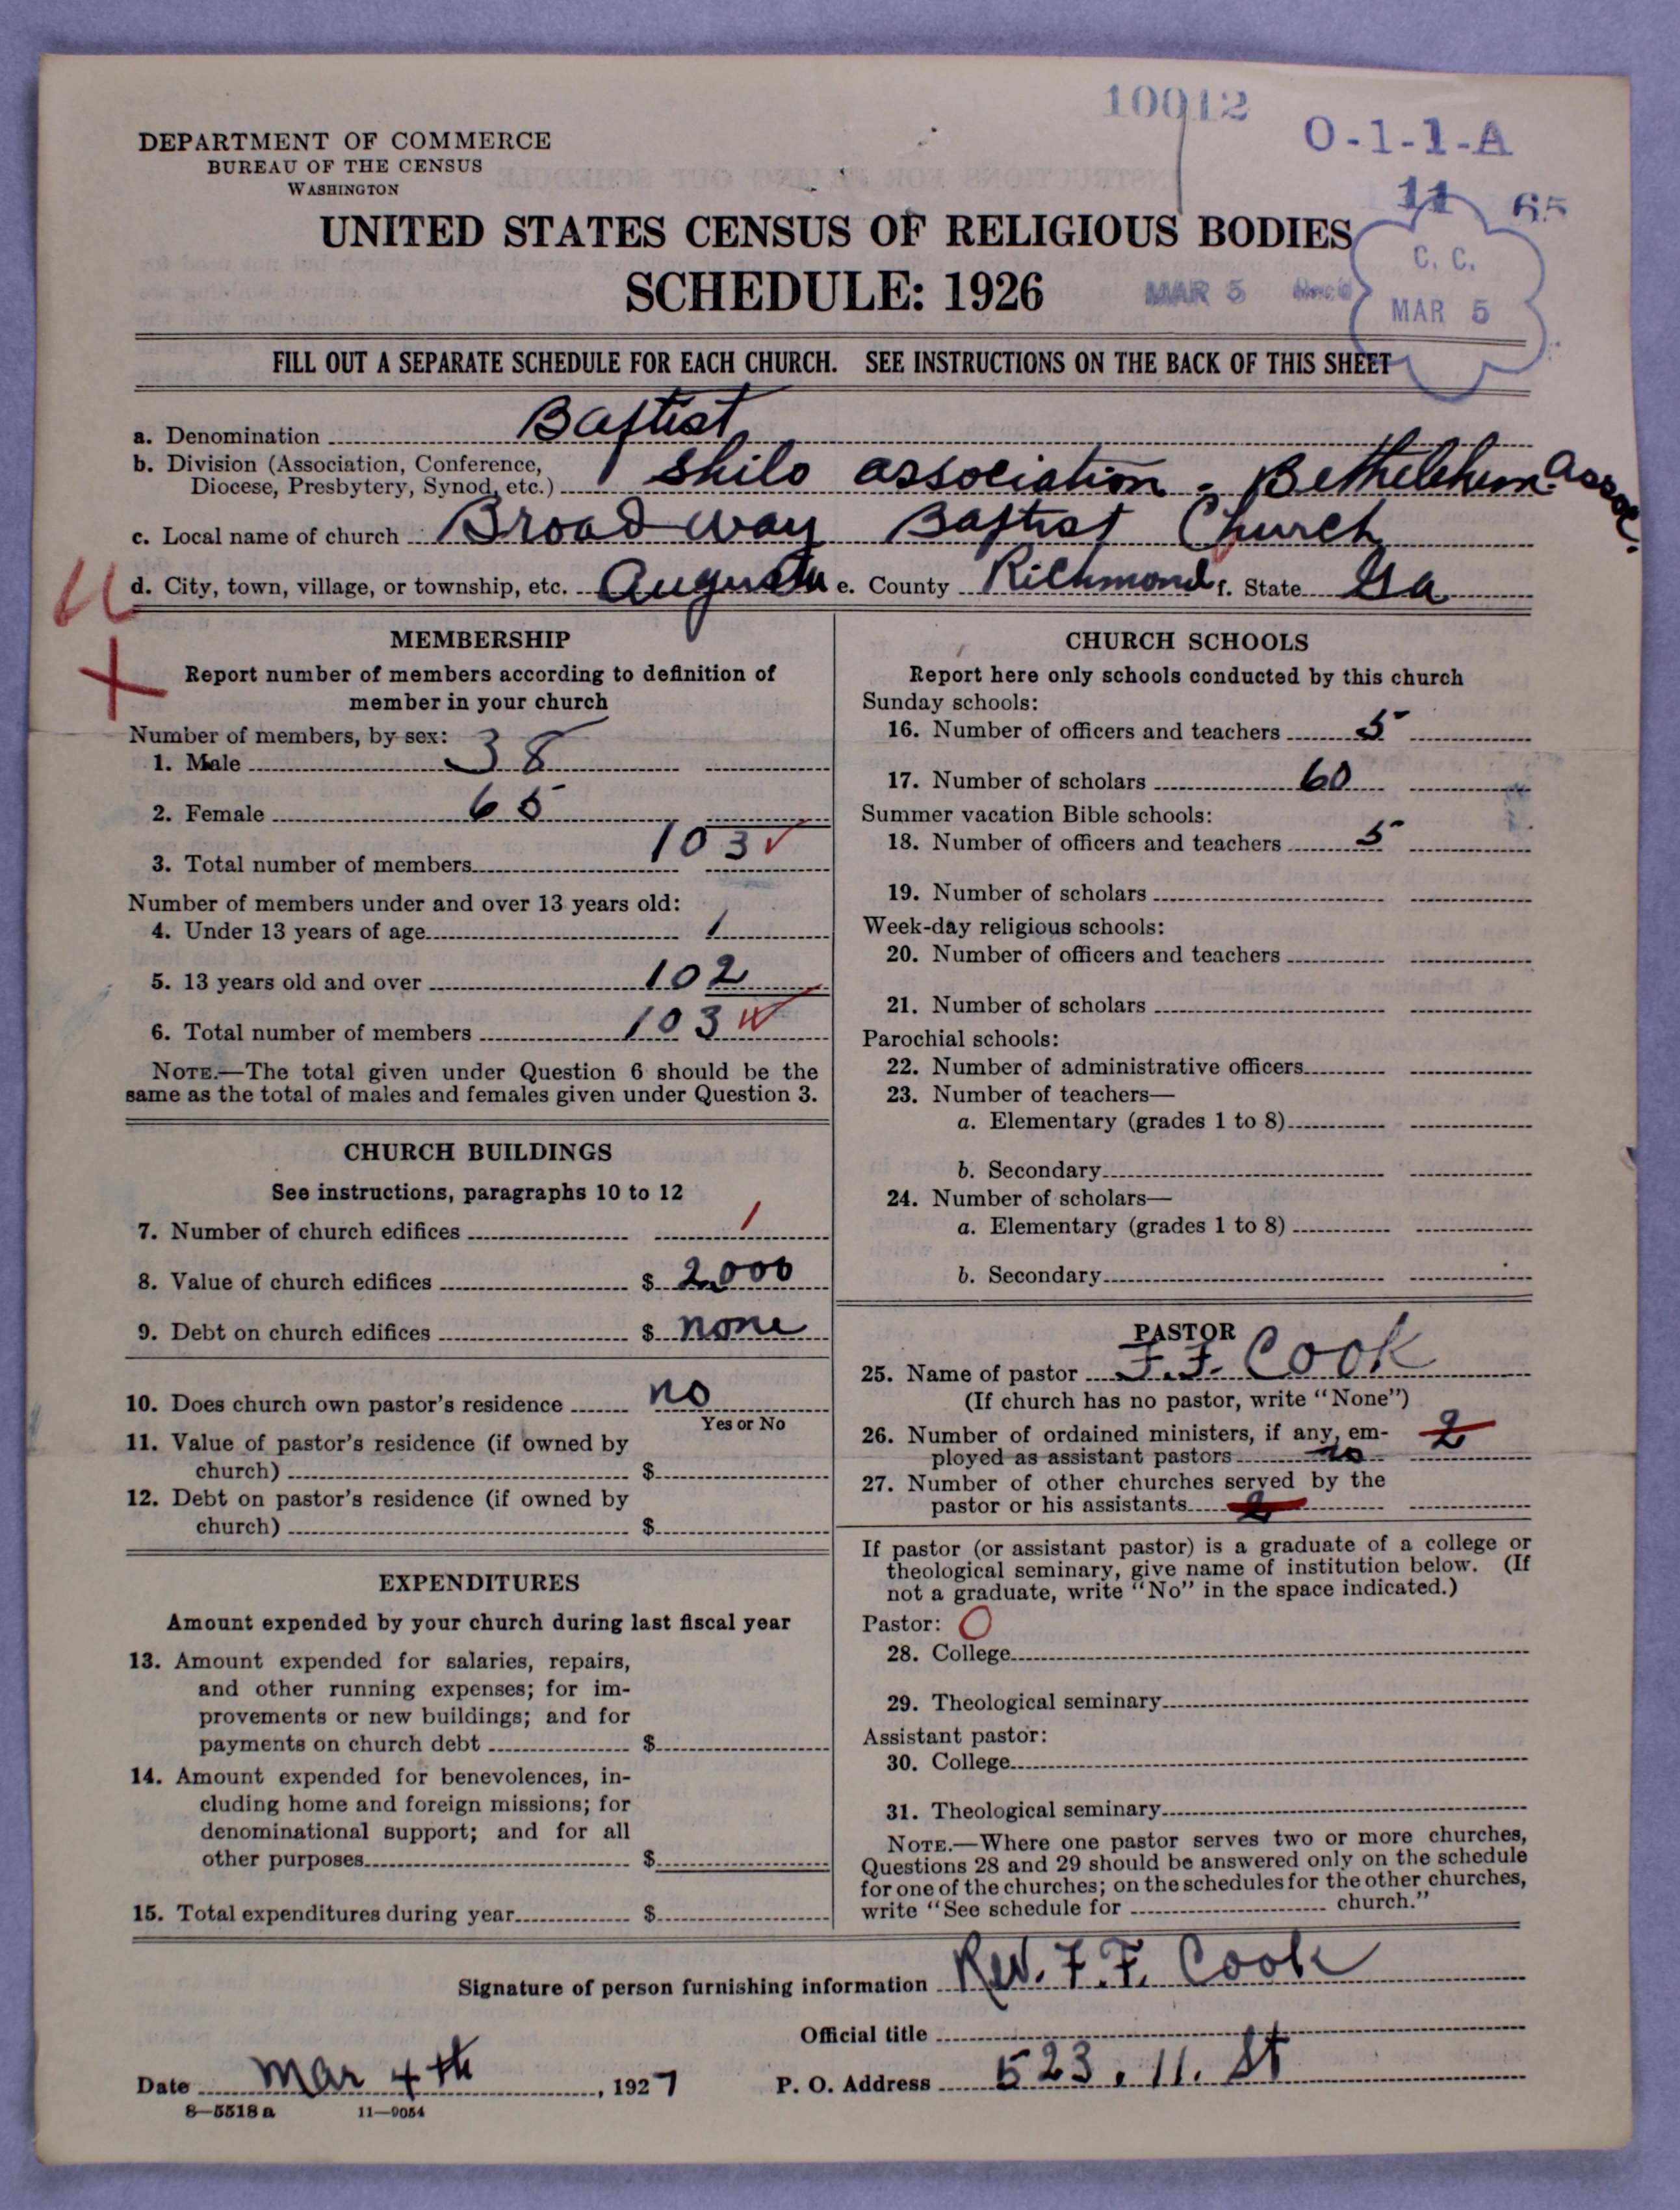 10012
O-1-1-A
11 65
DEPARTMENT OF COMMERCE
BUREAU OF THE CENSUS
WASHINGTON
UNITED STATES CENSUS OF RELIGIOUS BODIES
SCHEDULE: 1926
MAR 5
C. C.
MAR 5
FILL OUT A SEPARATE SCHEDULE FOR EACH CHURCH. SEE INSTRUCTIONS ON THE BACK OF THIS SHEET
a. Denomination Baptist
b. Division (Association, Conference,
Diocese, Presbytery, Synod, etc.) Shilo association - Bethelehem Assoc.
c. Local name of church Broadway Baptist Church
d. City, town, village, or township, etc. Augusta e. County Richmond f. State Ga
MEMBERSHIP
Report number of members according to definition of
member in your church
Number of members, by sex:
1. Male 38
2. Female 65
3. Total number of members 103
Number of members under and over 13 years old:
4. Under 13 years of age 1
5. 13 years old and over 102
6. Total number of members 103
NOTE.—The total given under Question 6 should be the
same as the total of males and females given under Question 3.
CHURCH BUILDINGS
See instructions, paragraphs 10 to 12
7. Number of church edifices 1
8. Value of church edifices $ 2,000
9. Debt on church edifices $ none
10. Does church own pastor's residence no
Yes or No
11. Value of pastor's residence (if owned by
church) $
12. Debt on pastor's residence (if owned by
church) $
EXPENDITURES
Amount expended by your church during last fiscal year
13. Amount expended for salaries, repairs,
and other running expenses; for im-
provements or new buildings; and for
payments on church debt $
14. Amount expended for benevolences, in-
cluding home and foreign missions; for
denominational support; and for all
other purposes $
15. Total expenditures during year $
CHURCH SCHOOLS
Report here only schools conducted by this church
Sunday schools:
16. Number of officers and teachers 5
17. Number of scholars 60
Summer vacation Bible schools:
18. Number of officers and teachers 5
19. Number of scholars
Week-day religious schools:
20. Number of officers and teachers
21. Number of scholars
Parochial schools:
22. Number of administrative officers
23. Number of teachers—
a. Elementary (grades 1 to 8)
b. Secondary
24. Number of scholars—
a. Elementary (grades 1 to 8)
b. Secondary
PASTOR
25. Name of pastor F.F. Cook
(If church has no pastor, write "None")
26. Number of ordained ministers, if any, em-
ployed as assistant pastors no 2
27. Number of other churches served by the
pastor or his assistants 2
If pastor (or assistant pastor) is a graduate of a college or
theological seminary, give name of institution below. (If
not a graduate, write "No" in the space indicated.)
Pastor: O
28. College
29. Theological seminary
Assistant pastor:
30. College
31. Theological seminary
NOTE.—Where one pastor serves two or more churches,
Questions 28 and 29 should be answered only on the schedule
for one of the churches; on the schedules for the other churches,
write "See schedule for church."
Signature of person furnishing information Rev. F.F. Cook
Official title
Date Mar 4th, 1927 P. O. Address 523. 11. St
8—5518 a 11—9054